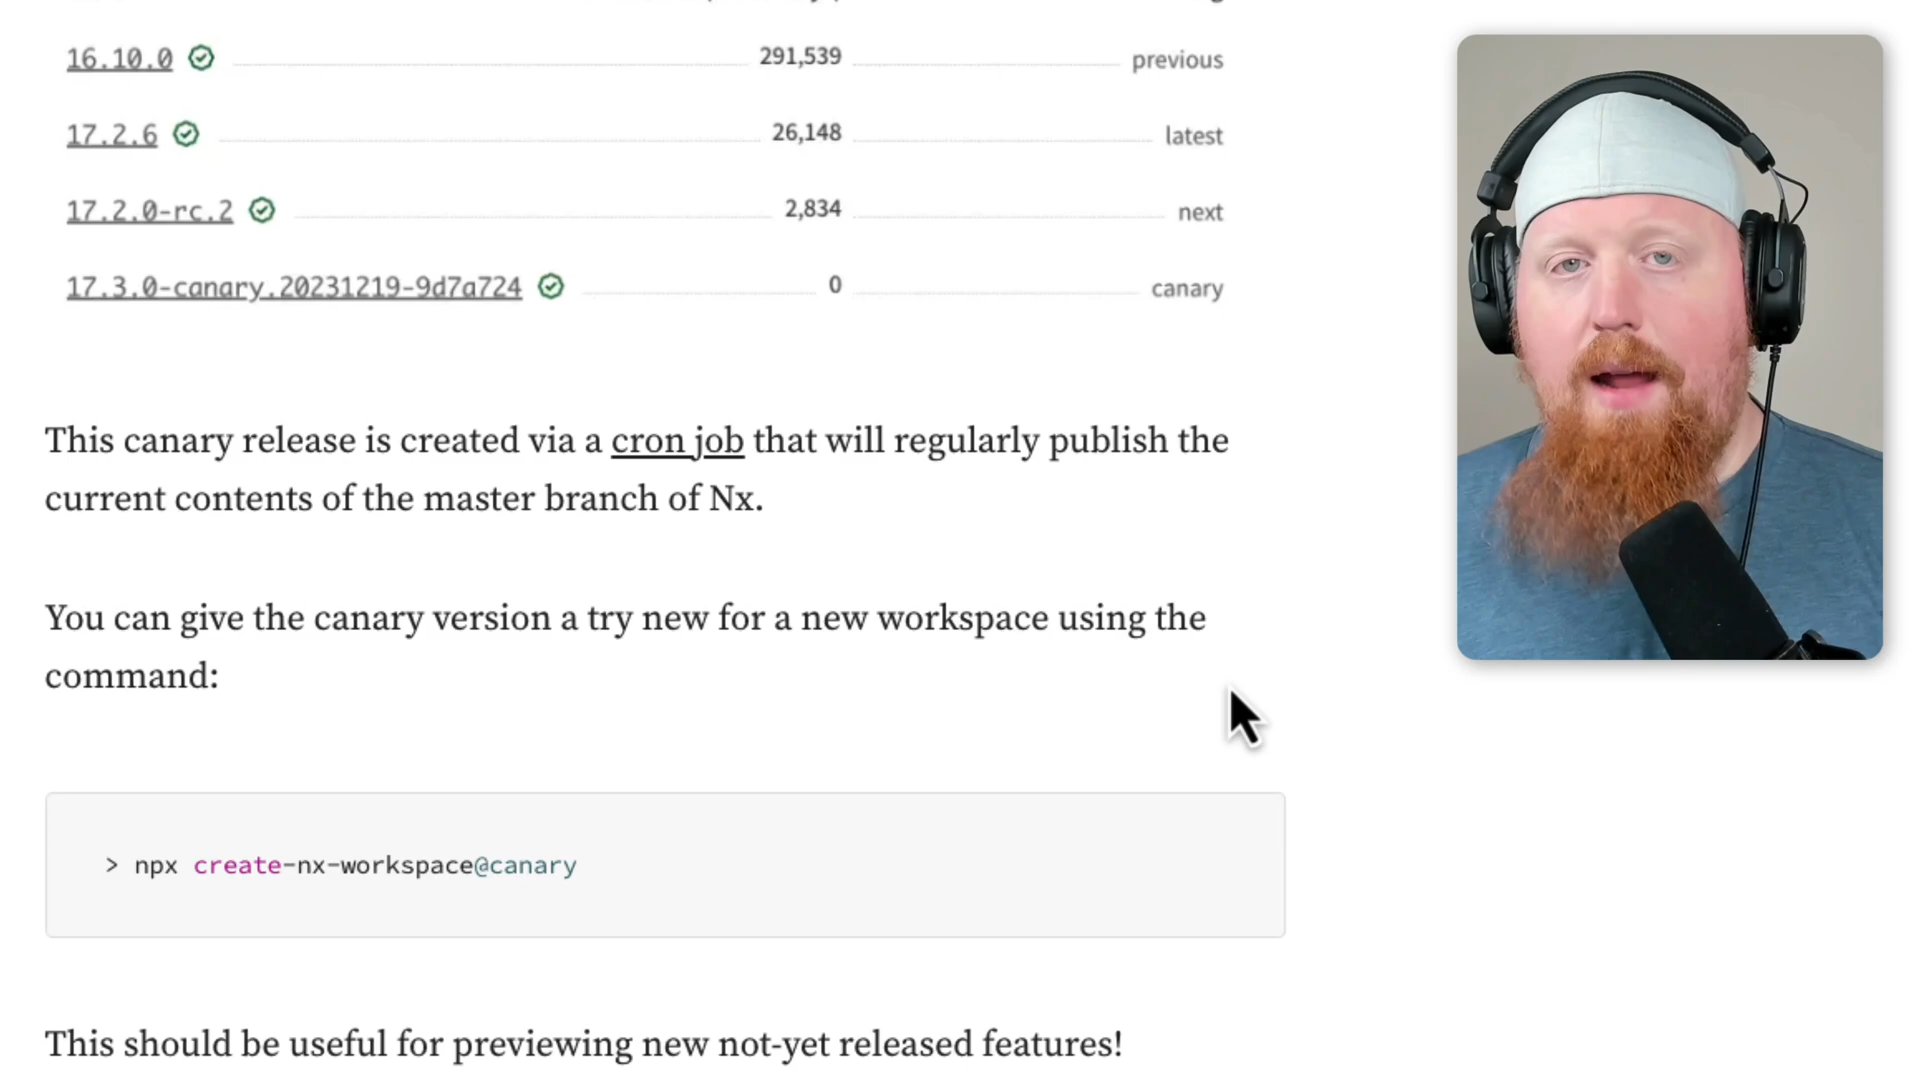 16.10.0 291,539 previous
17.2.6 26,148 latest
17.2.0-rc.2 2,834 next
17.3.0-canary.20231219-9d7a724 0 canary
This canary release is created via a cron job that will regularly publish the
current contents of the master branch of Nx.
You can give the canary version a try new for a new workspace using the
command:
> npx create-nx-workspace@canary
This should be useful for previewing new not-yet released features!